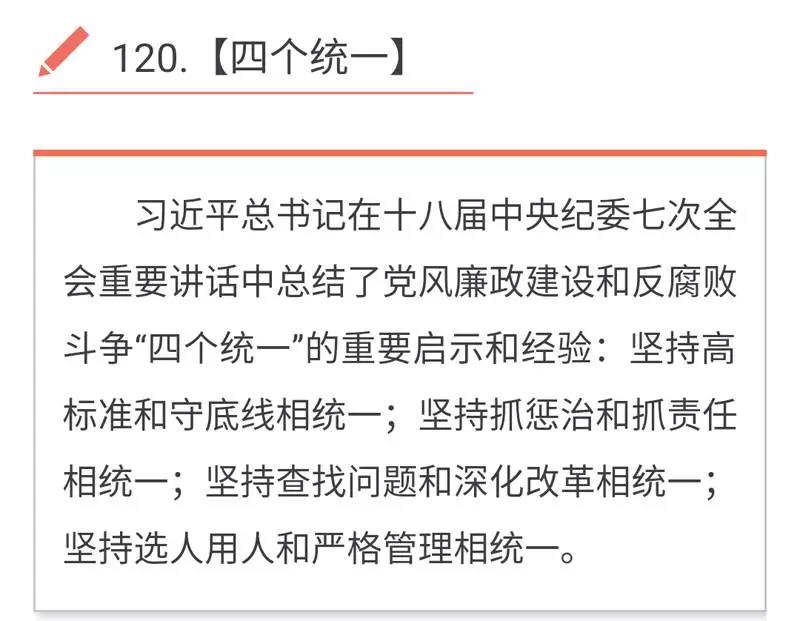 120.【四个统一】
习近平总书记在十八届中央纪委七次全
会重要讲话中总结了党风廉政建设和反腐败
斗争“四个统一”的重要启示和经验：坚持高
标准和守底线相统一；坚持抓惩治和抓责任
相统一；坚持查找问题和深化改革相统一；
坚持选人用人和严格管理相统一。